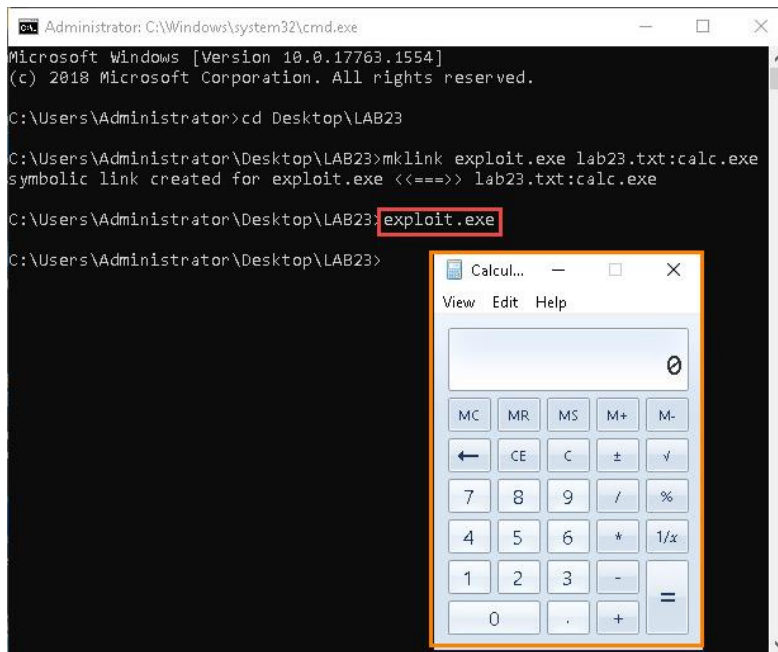 Administrator: C:\Windows\system32\cmd.exe
Microsoft Windows [Version 10.0.17763.1554]
(c) 2018 Microsoft Corporation. All rights reserved.
C:\Users\Administrator>cd Desktop\LAB23
C:\Users\Administrator\Desktop\LAB23>mklink exploit.exe lab23.txt:calc.exe
symbolic link created for exploit.exe <<===>> lab23.txt:calc.exe
C:\Users\Administrator\Desktop\LAB23>exploit.exe
C:\Users\Administrator\Desktop\LAB23>
Calcul...
View Edit Help
0
MC MR MS M+ M-
← CE C ± √
7 8 9 / %
4 5 6 * 1/x
1 2 3 - =
0 . +